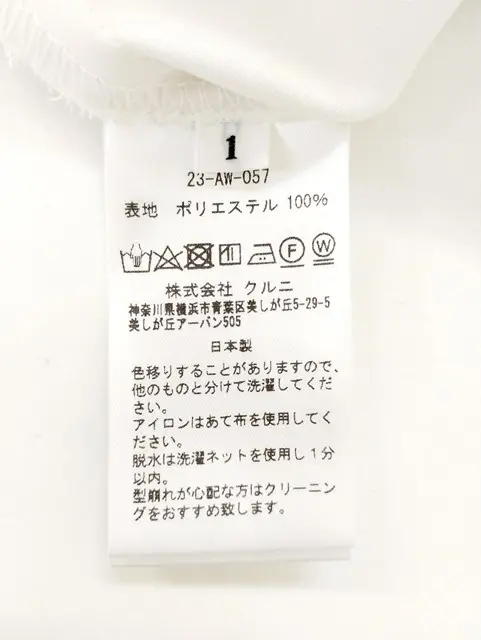 1
23-AW-057
表地 ポリエステル 100%
F W
株式会社 クルニ
神奈川県横浜市青葉区美しが丘5-29-5
美しが丘アーバン505
日本製
色移りすることがありますので、
他のものと分けて洗濯してくだ
さい。
アイロンはあて布を使用してく
ださい。
脱水は洗濯ネットを使用し1分
以内。
型崩れが心配な方はクリーニン
グをおすすめ致します。